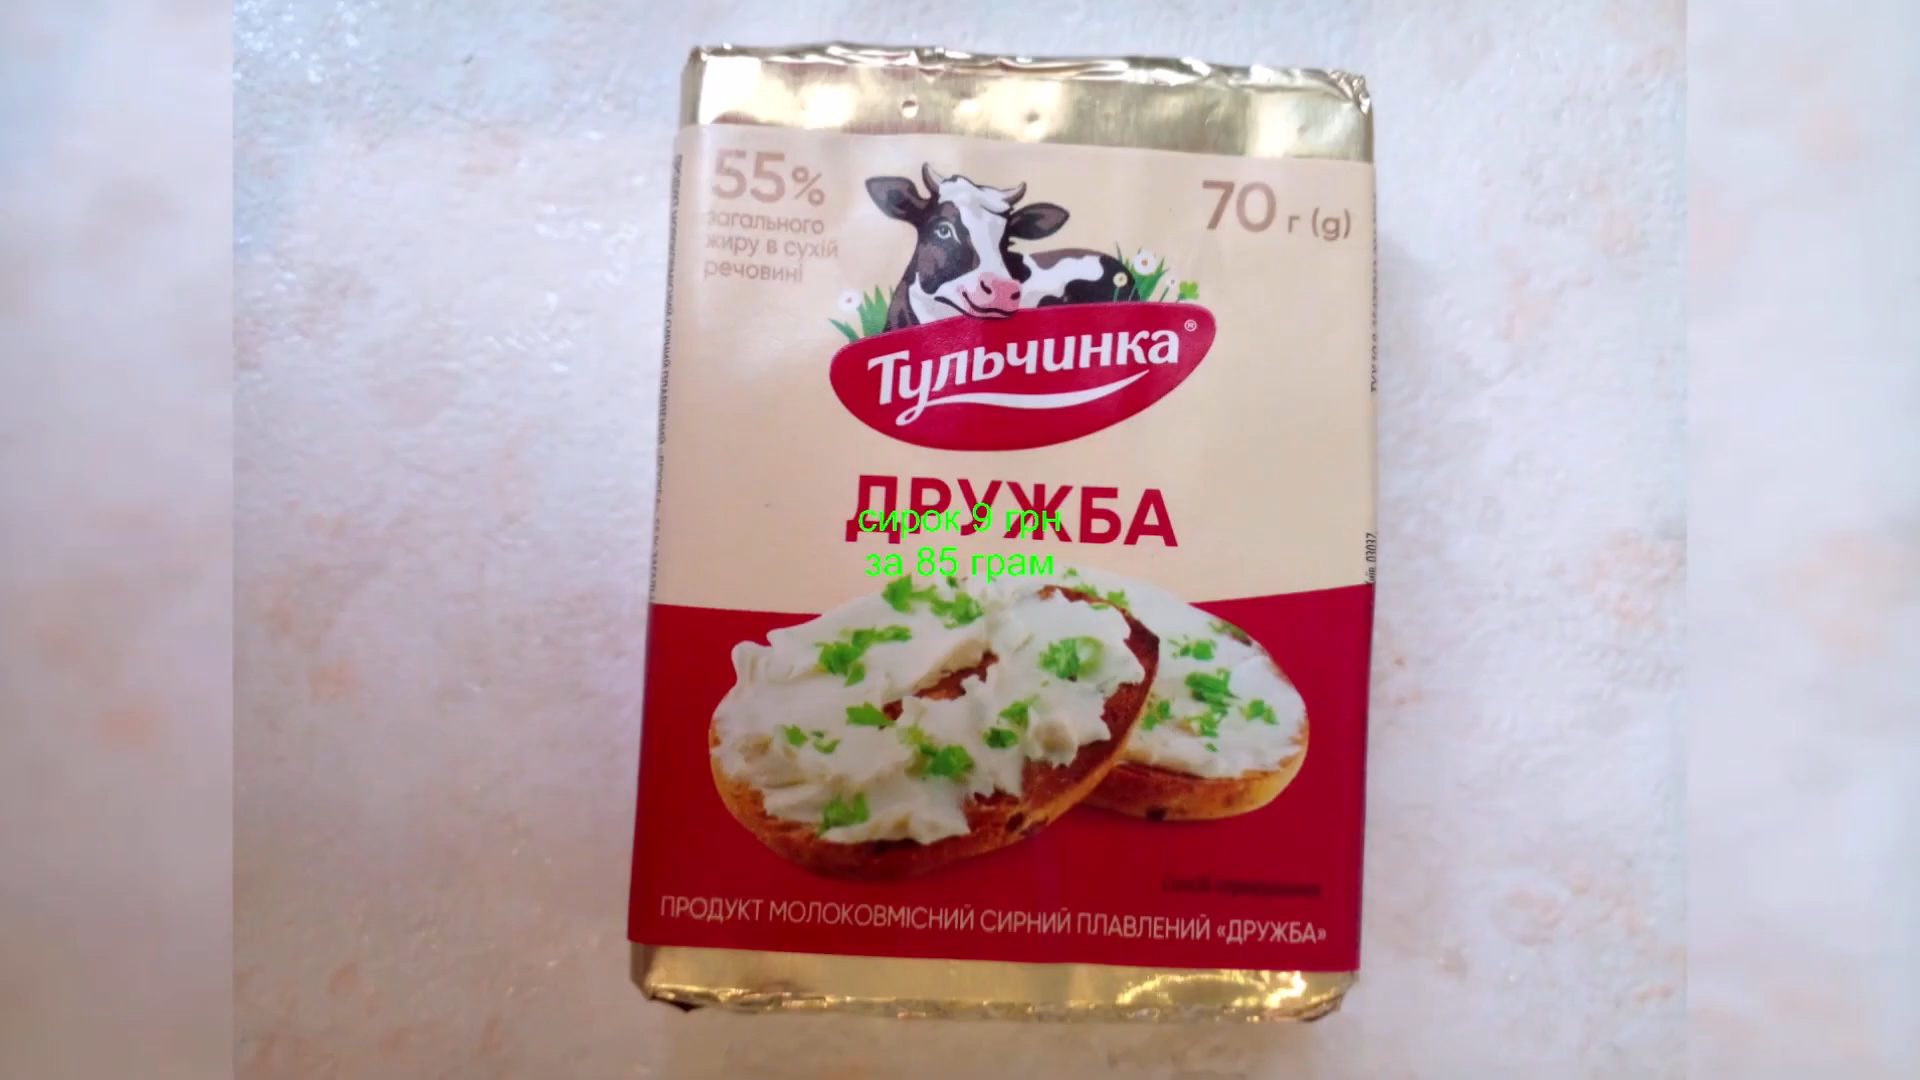 55%
загального
жиру в сухій
речовині
70 г (g)
Тульчинка®
ДРУЖБА
сирок 9 грн
за 85 грам
ПРОДУКТ МОЛОКОВМІСНИЙ СИРНИЙ ПЛАВЛЕНИЙ «ДРУЖБА»